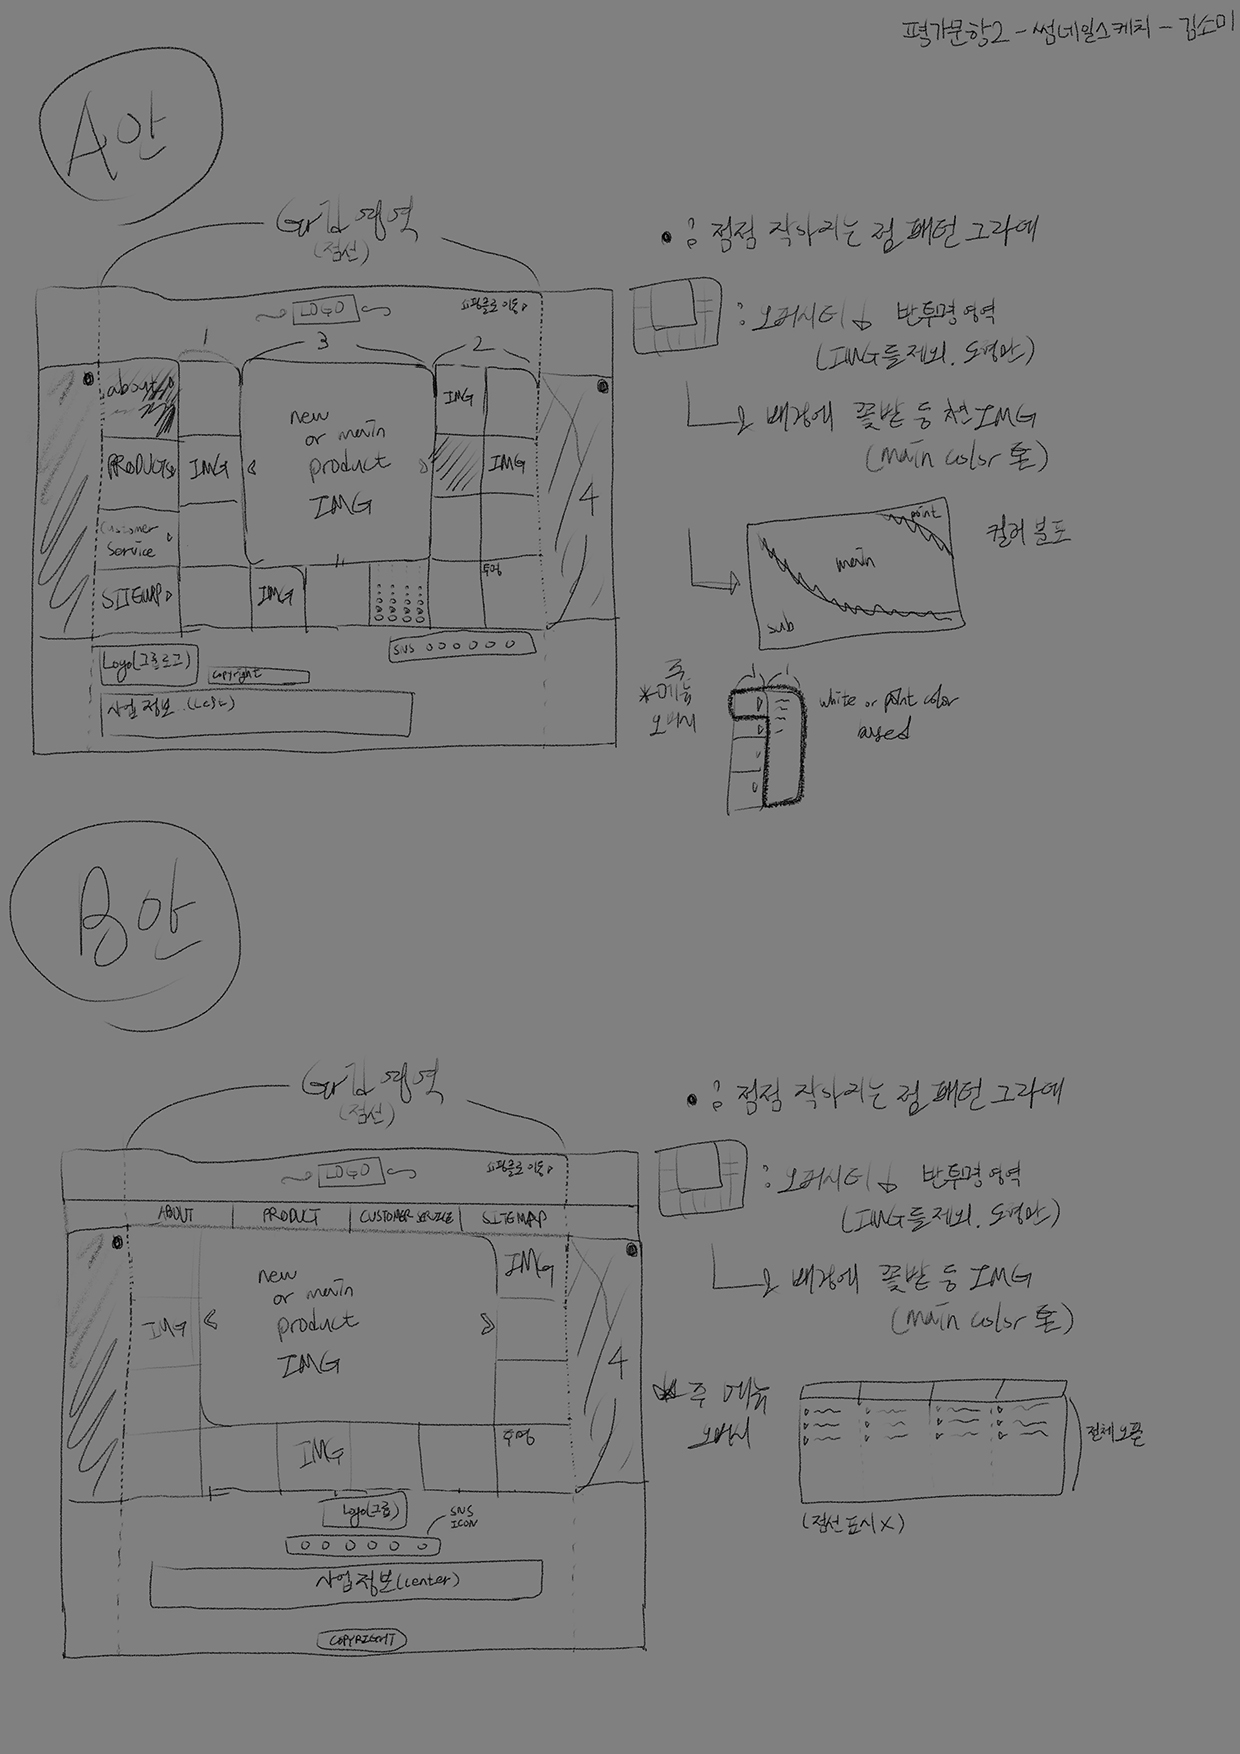 평가문항2 - 썸네일스케치 - 김소미
A안
영역
(점선)
LOGO
쇼핑몰로 이동
1
3
2
about
PRODUCTS
Customer
Service
SITEMAP
IMG
new
or main
product
IMG
IMG
IMG
IMG
투명
4
Logo(그룹로고)
copyright
SNS
사업정보 (Left)
: 점점 작아지는 점 패턴 그라데
: 오퍼시티 반투명영역
(IMG들 제외. 도형만)
배경에 꽃밭 등 천 IMG
(main color 톤)
point
main
sub
컬러 분포
주
*메뉴
오버시
white or point color
based
B안
영역
(점선)
LOGO
쇼핑몰로 이동
ABOUT
PRODUCT
CUSTOMER SERVICE
SITEMAP
IMG
new
or main
product
IMG
IMG
IMG
투명
4
Logo(그룹)
SNS
ICON
사업정보(center)
COPYRIGHT
: 점점 작아지는 점 패턴 그라데
: 오퍼시티 반투명영역
(IMG들 제외. 도형만)
배경에 꽃밭 등 IMG
(main color 톤)
주 메뉴
오버시
전체오픈
(점선 표시 X)